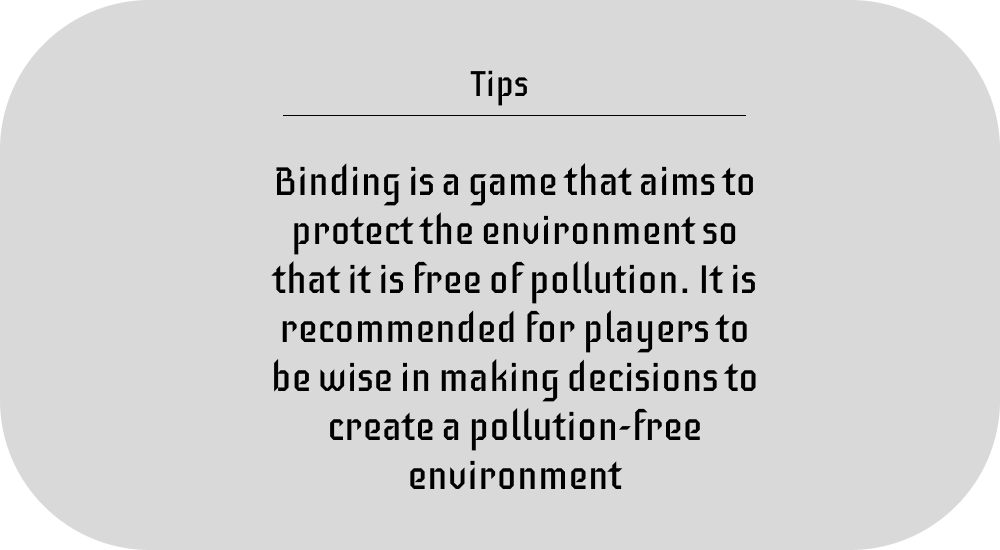 Tips
Binding is a game that aims to
protect the environment so
that it is free of pollution. It is
recommended for players to
be wise in making decisions to
create a pollution-free
environment